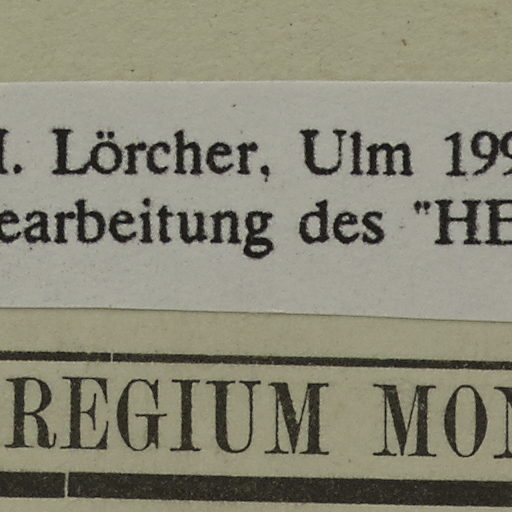 . Lörcher, Ulm 199
earbeitung des "HE
REGIUM MON